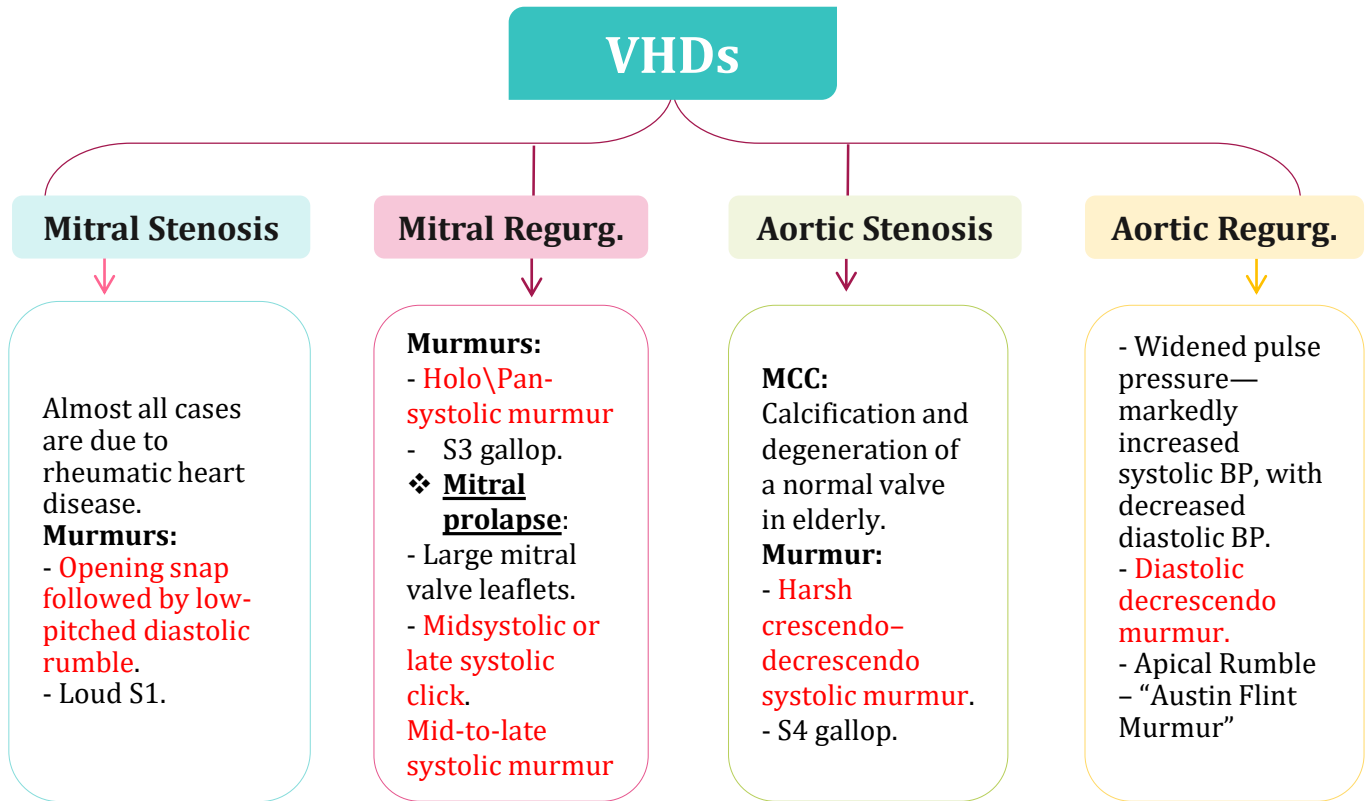 VHDs
Mitral Stenosis
Almost all cases
are due to
rheumatic heart
disease.
Murmurs:
- Opening snap
followed by low-
pitched diastolic
rumble.
- Loud S1.
Mitral Regurg.
Murmurs:
- Holo\Pan-
systolic murmur
- S3 gallop.
❖ Mitral
prolapse:
- Large mitral
valve leaflets.
- Midsystolic or
late systolic
click.
Mid-to-late
systolic murmur
Aortic Stenosis
MCC:
Calcification and
degeneration of
a normal valve
in elderly.
Murmur:
- Harsh
crescendo–
decrescendo
systolic murmur.
- S4 gallop.
Aortic Regurg.
- Widened pulse
pressure—
markedly
increased
systolic BP, with
decreased
diastolic BP.
- Diastolic
decrescendo
murmur.
- Apical Rumble
– “Austin Flint
Murmur”